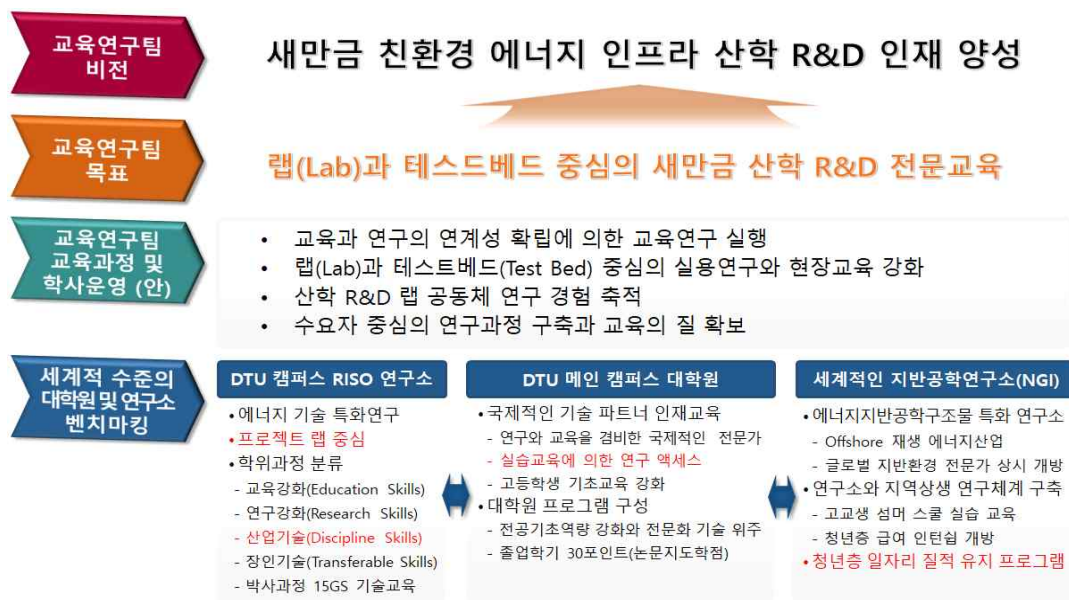 교육연구팀
비전
새만금 친환경 에너지 인프라 산학 R&D 인재 양성
교육연구팀
목표
랩(Lab)과 테스드베드 중심의 새만금 산학 R&D 전문교육
교육연구팀
교육과정 및
학사운영 (안)
• 교육과 연구의 연계성 확립에 의한 교육연구 실행
• 랩(Lab)과 테스트베드(Test Bed) 중심의 실용연구와 현장교육 강화
• 산학 R&D 랩 공동체 연구 경험 축적
• 수요자 중심의 연구과정 구축과 교육의 질 확보
세계적 수준의
대학원 및 연구소
벤치마킹
DTU 캠퍼스 RISO 연구소
• 에너지 기술 특화연구
• 프로젝트 랩 중심
• 학위과정 분류
- 교육강화(Education Skills)
- 연구강화(Research Skills)
- 산업기술(Discipline Skills)
- 장인기술(Transferable Skills)
- 박사과정 15GS 기술교육
DTU 메인 캠퍼스 대학원
• 국제적인 기술 파트너 인재교육
- 연구와 교육을 겸비한 국제적인 전문가
- 실습교육에 의한 연구 액세스
- 고등학생 기초교육 강화
• 대학원 프로그램 구성
- 전공기초역량 강화와 전문화 기술 위주
- 졸업학기 30포인트(논문지도학점)
세계적인 지반공학연구소(NGI)
• 에너지지반공학구조물 특화 연구소
- Offshore 재생 에너지산업
- 글로벌 지반환경 전문가 상시 개방
• 연구소와 지역상생 연구체계 구축
- 고교생 섬머 스쿨 실습 교육
- 청년층 급여 인턴쉽 개방
• 청년층 일자리 질적 유지 프로그램